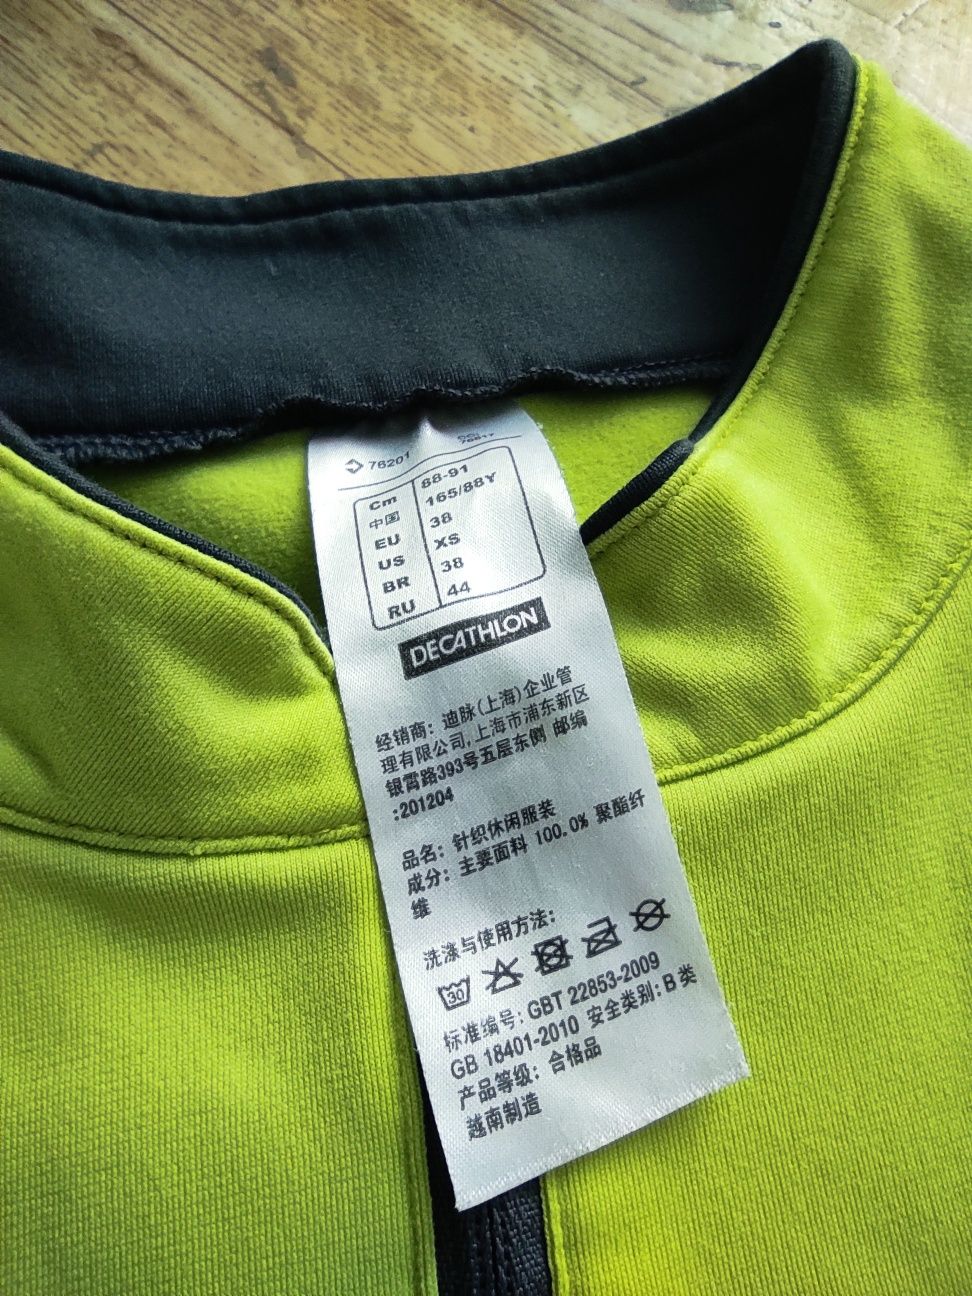 76201
CCL
76817
Cm 88-91
中国 165/88Y
EU 38
US XS
BR 38
RU 44
DECATHLON
经销商: 迪脉(上海)企业管
理有限公司,上海市浦东新区
银霄路393号五层东侧 邮编
:201204
品名: 针织休闲服装
成分: 主要面料 100.0% 聚酯纤
维
洗涤与使用方法:
30
标准编号: GBT 22853-2009
GB 18401-2010 安全类别: B 类
产品等级: 合格品
越南制造